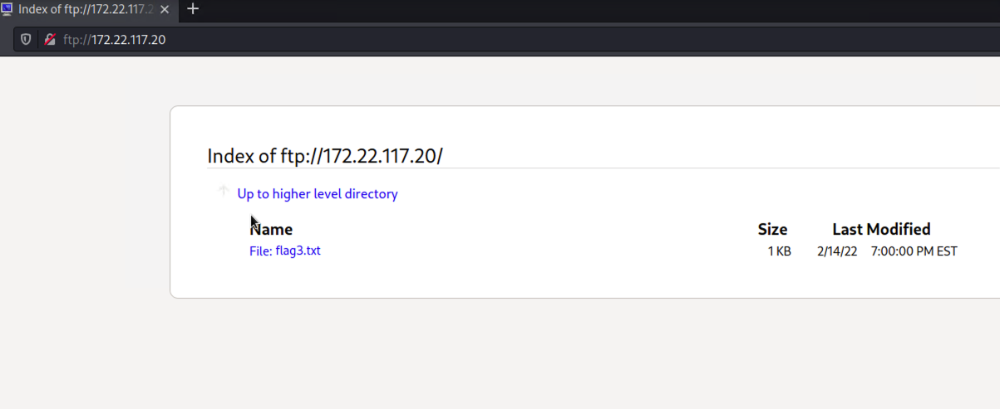 Index of ftp://172.22.117.2
ftp://172.22.117.20
Index of ftp://172.22.117.20/
Up to higher level directory
Name Size Last Modified
File: flag3.txt 1 KB 2/14/22 7:00:00 PM EST